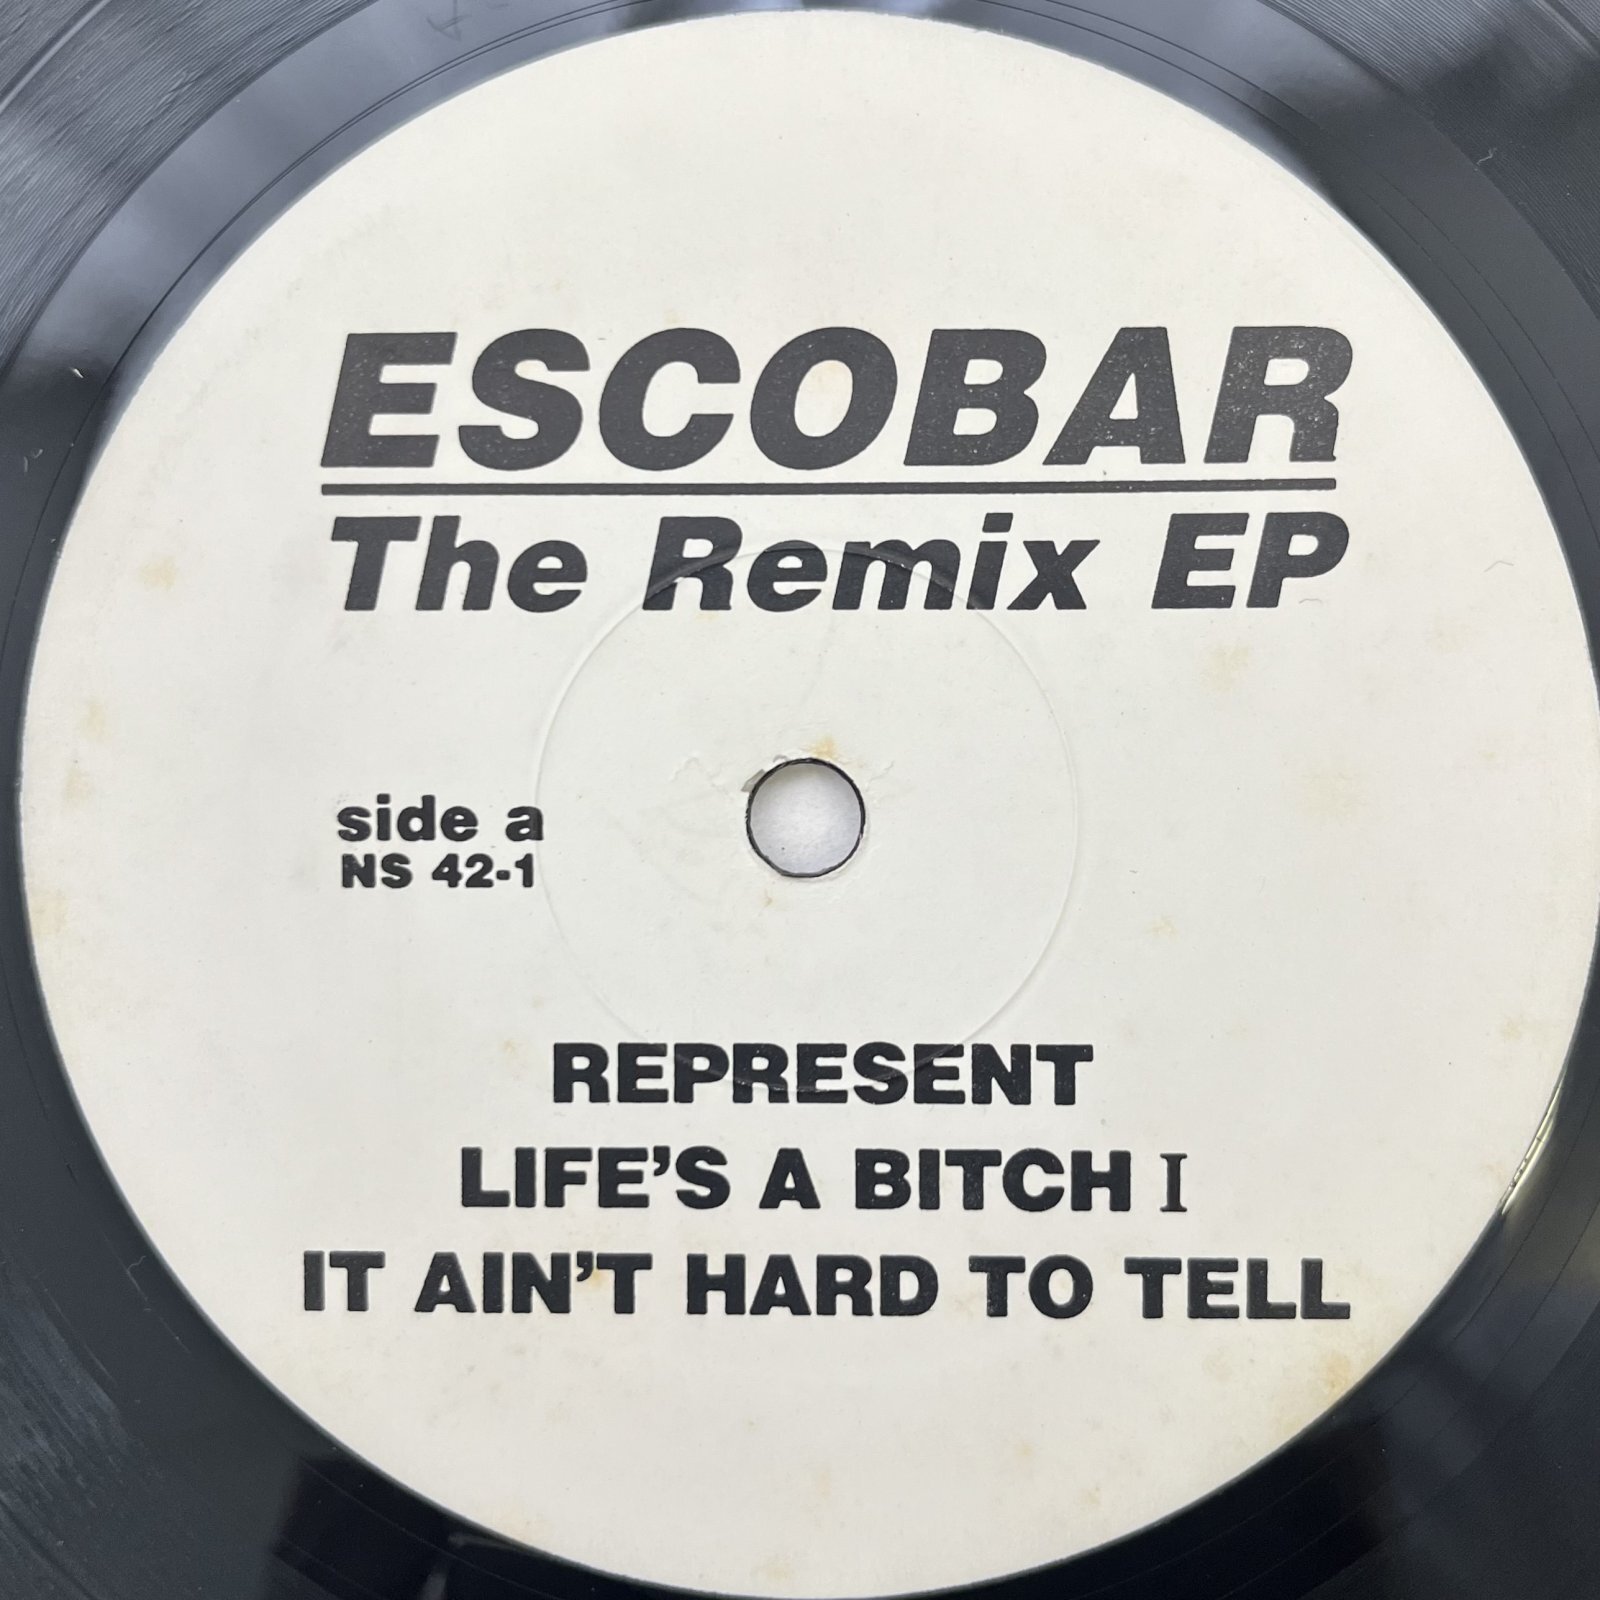 ESCOBAR
The Remix EP
side a
NS 42-1
REPRESENT
LIFE'S A BITCH I
IT AIN'T HARD TO TELL